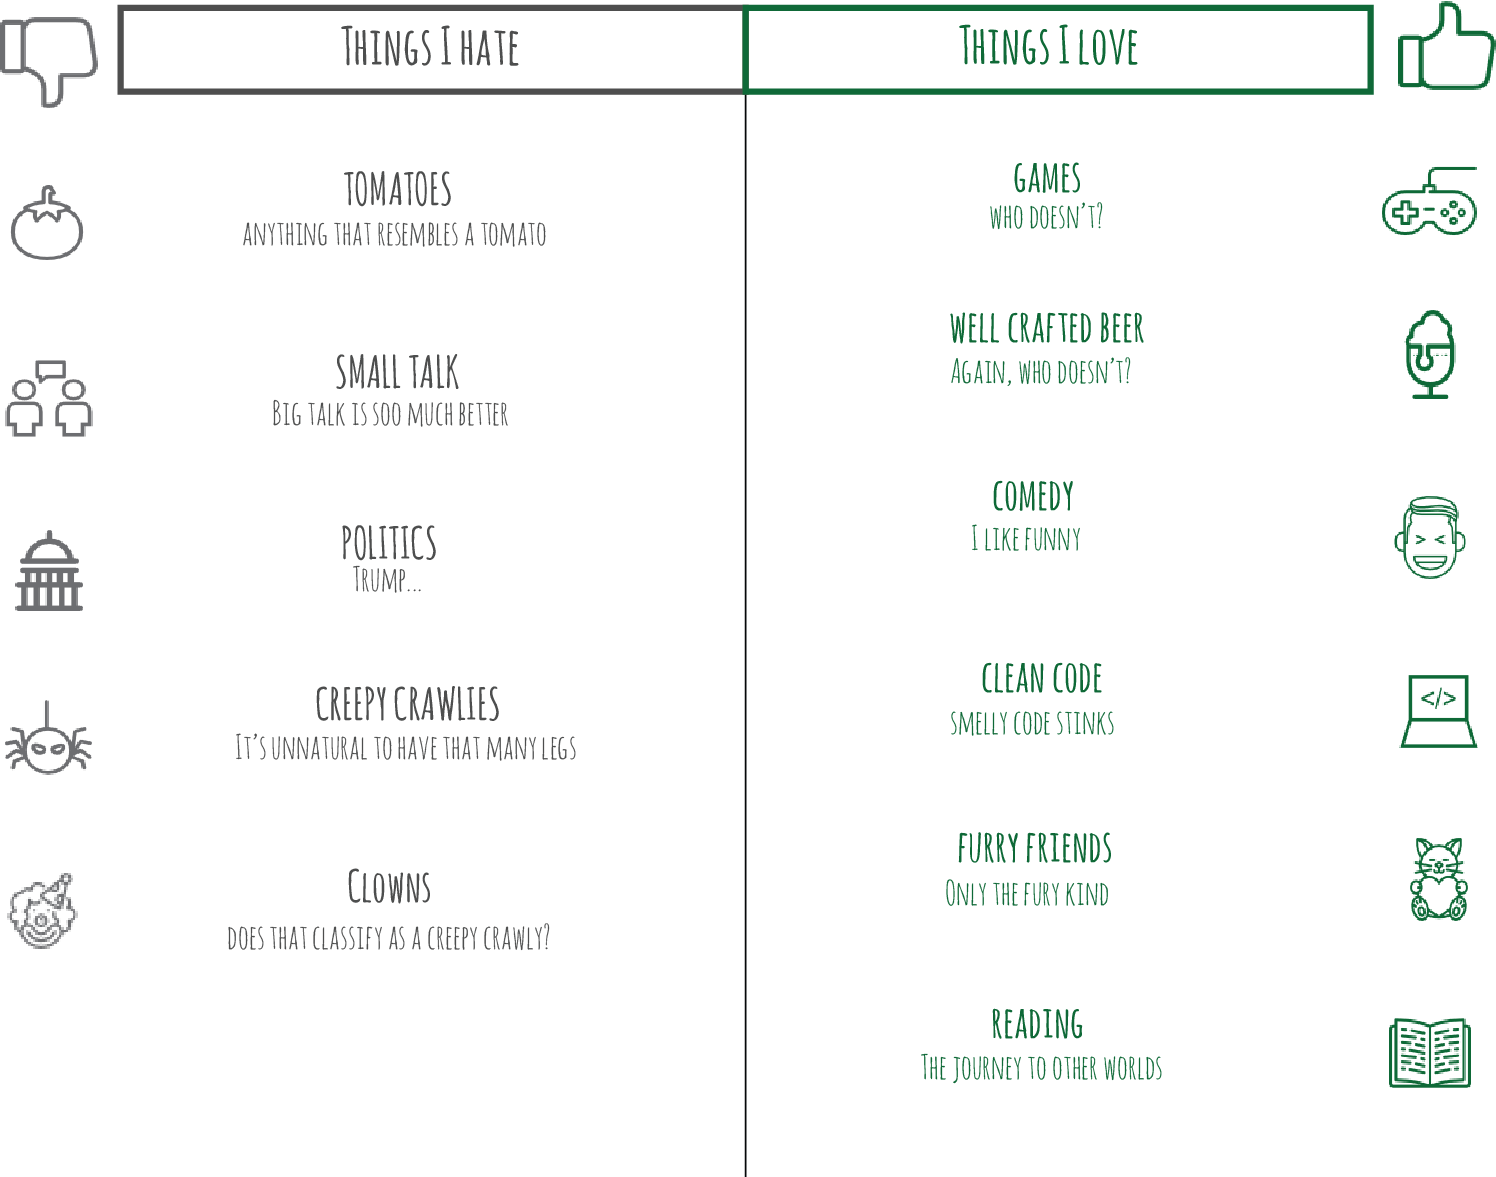 THINGS I HATE
TOMATOES
ANYTHING THAT RESEMBLES A TOMATO
SMALL TALK
BIG TALK IS SOO MUCH BETTER
POLITICS
TRUMP...
CREEPY CRAWLIES
IT'S UNNATURAL TO HAVE THAT MANY LEGS
CLOWNS
DOES THAT CLASSIFY AS A CREEPY CRAWLY?
THINGS I LOVE
GAMES
WHO DOESN'T?
WELL CRAFTED BEER
AGAIN, WHO DOESN'T?
COMEDY
I LIKE FUNNY
CLEAN CODE
SMELLY CODE STINKS
</>
FURRY FRIENDS
ONLY THE FURY KIND
READING
THE JOURNEY TO OTHER WORLDS